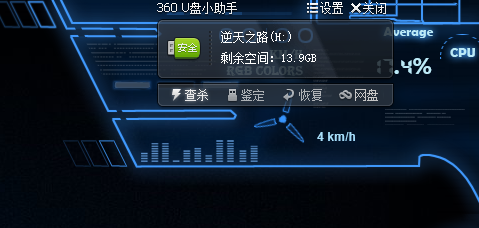 360 U盘小助手 设置 关闭
Average
安全 逆天之路(H:)
剩余空间：13.9GB
CPU
RGB COLORS
.4%
查杀 鉴定 恢复 网盘
4 km/h